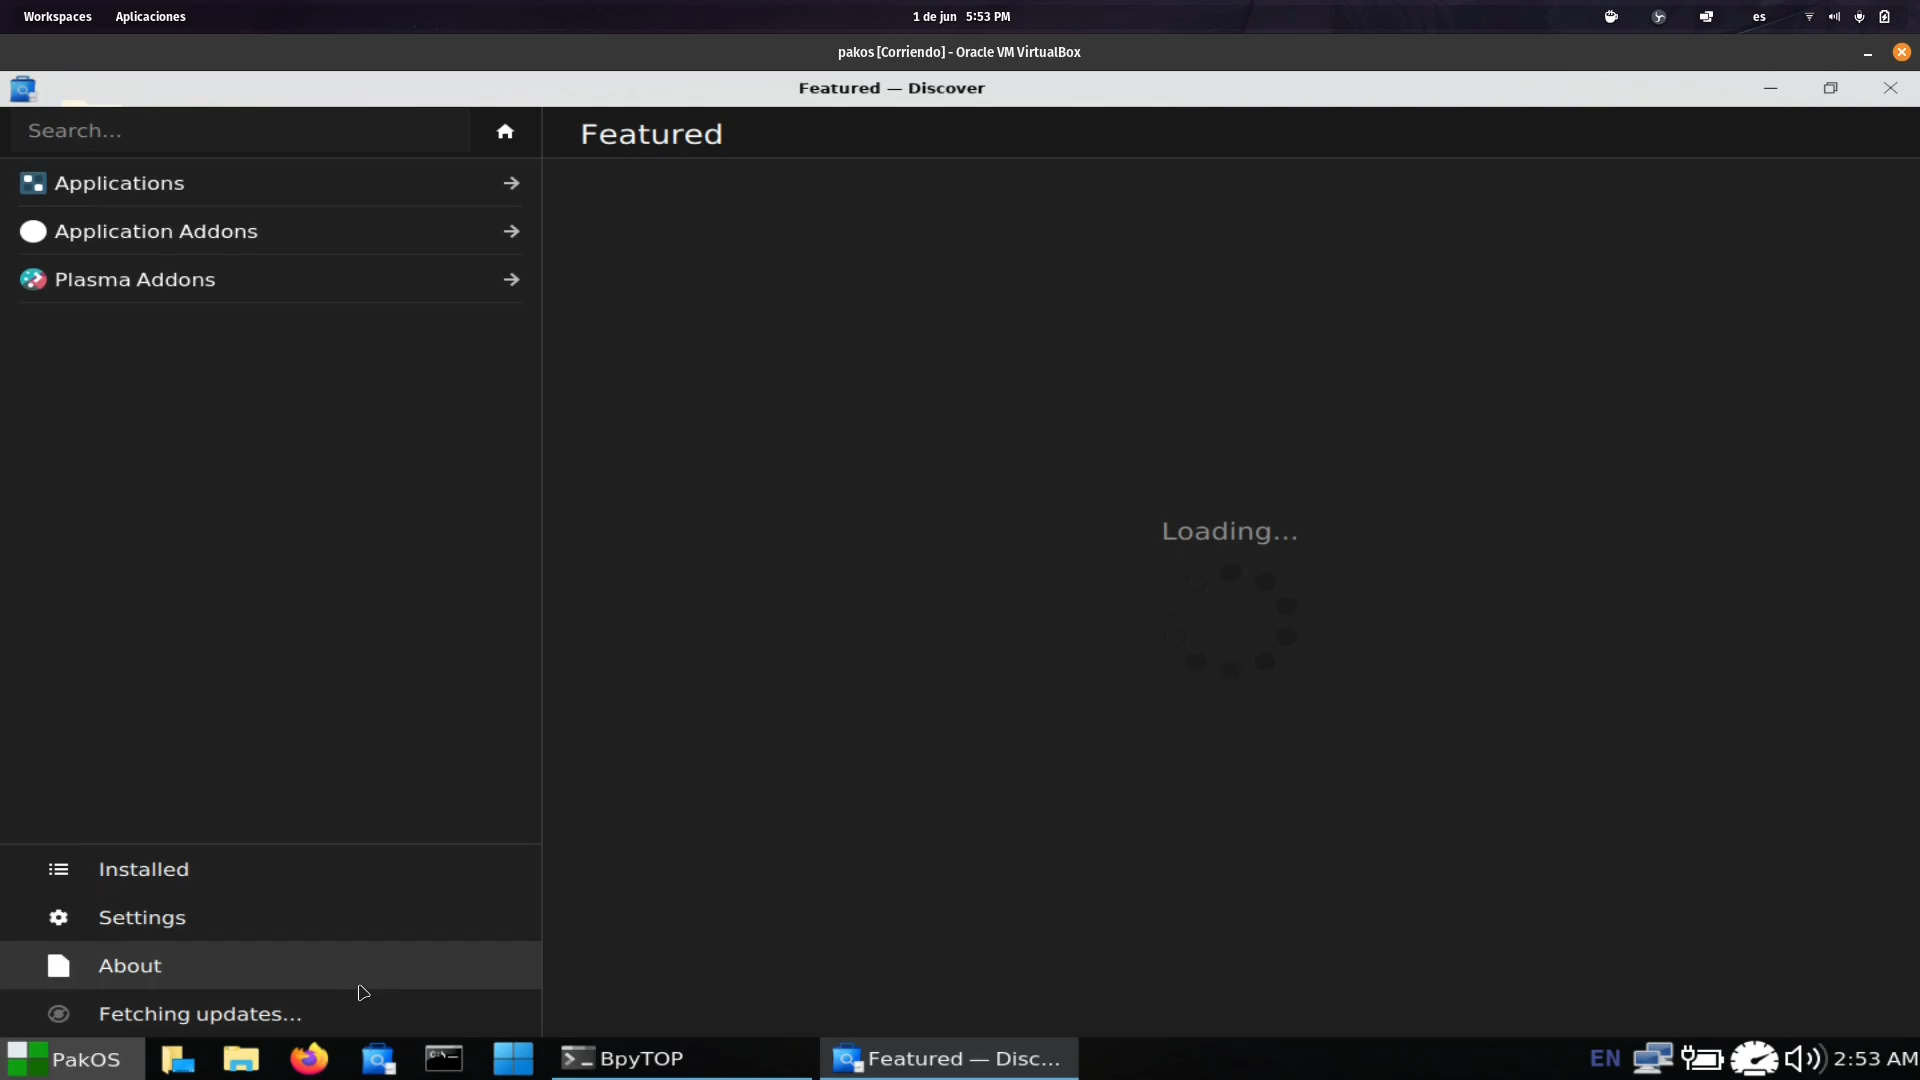 Workspaces
Aplicaciones
1 de jun 5:53 PM
es
pakos [Corriendo] - Oracle VM VirtualBox
Featured — Discover
Search...
Featured
Applications
Application Addons
Plasma Addons
Loading...
Installed
Settings
About
Fetching updates...
PakOS
BpyTOP
Featured — Disc...
EN
2:53 AM